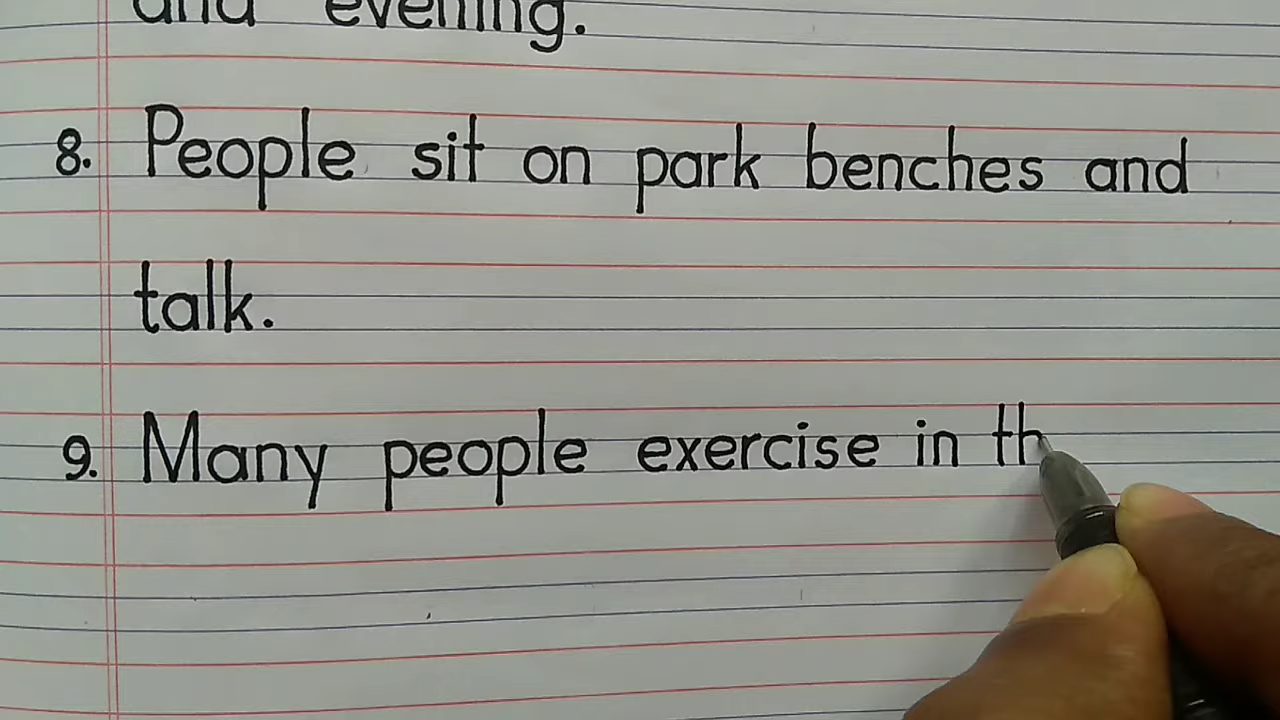 and evening.
8. People sit on park benches and
talk.
9. Many people exercise in th